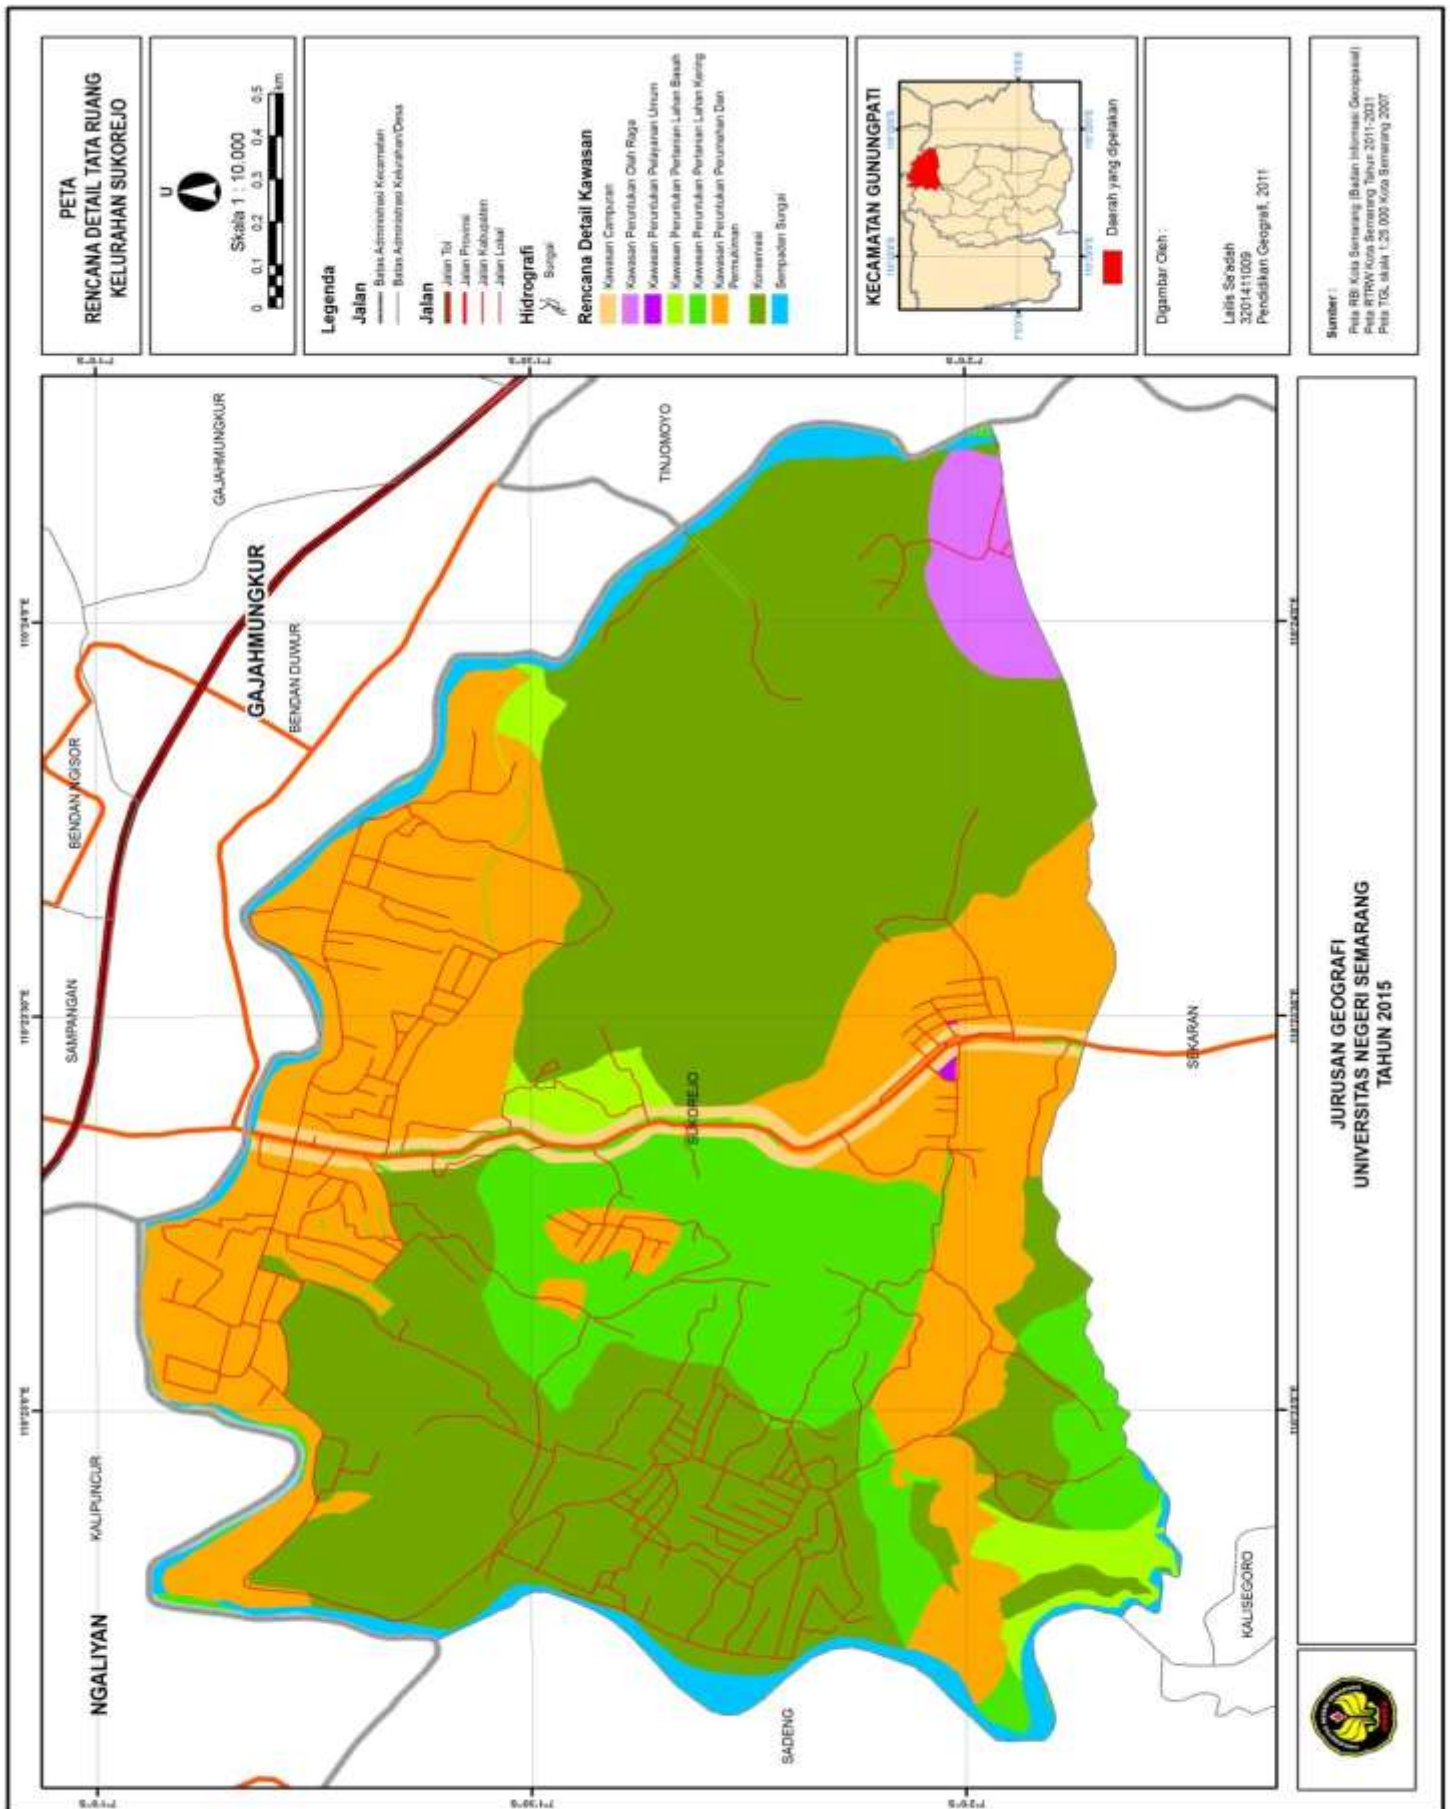 PETA
RENCANA DETAIL TATA RUANG
KELURAHAN SUKOREJO
U
Skala 1 : 10.000
0 0.1 0.2 0.3 0.4 0.5
km
Legenda
Jalan
Batas Administrasi Kecamatan
Batas Administrasi Kelurahan/Desa
Jalan
Jalan Tol
Jalan Provinsi
Jalan Kabupaten
Jalan Lokal
Hidrografi
Sungai
Rencana Detail Kawasan
Kawasan Campuran
Kawasan Peruntukan Olah Raga
Kawasan Peruntukan Pelayanan Umum
Kawasan Peruntukan Pertanian Lahan Basah
Kawasan Peruntukan Pertanian Lahan Kering
Kawasan Peruntukan Perumahan Dan
Permukiman
Konservasi
Sempadan Sungai
KECAMATAN GUNUNGPATI
Daerah yang dipetakan
Digambar Oleh :
Lailis Sa'adah
3201411009
Pendidikan Geografi, 2011
Sumber :
Peta RBI Kota Semarang (Badan Informasi Geospasial)
Peta RTRW Kota Semarang Tahun 2011-2031
Peta TGL skala 1:25.000 Kota Semarang 2007
NGALIYAN
KALIPUNCUR
SAMPANGAN
BENDAN NGISOR
GAJAHMUNGKUR
BENDAN DUWUR
GAJAHMUNGKUR
TINJOMOYO
SUKOREJO
SADENG
KALISEGORO
SEKARAN
110°24'0"E
JURUSAN GEOGRAFI
UNIVERSITAS NEGERI SEMARANG
TAHUN 2015